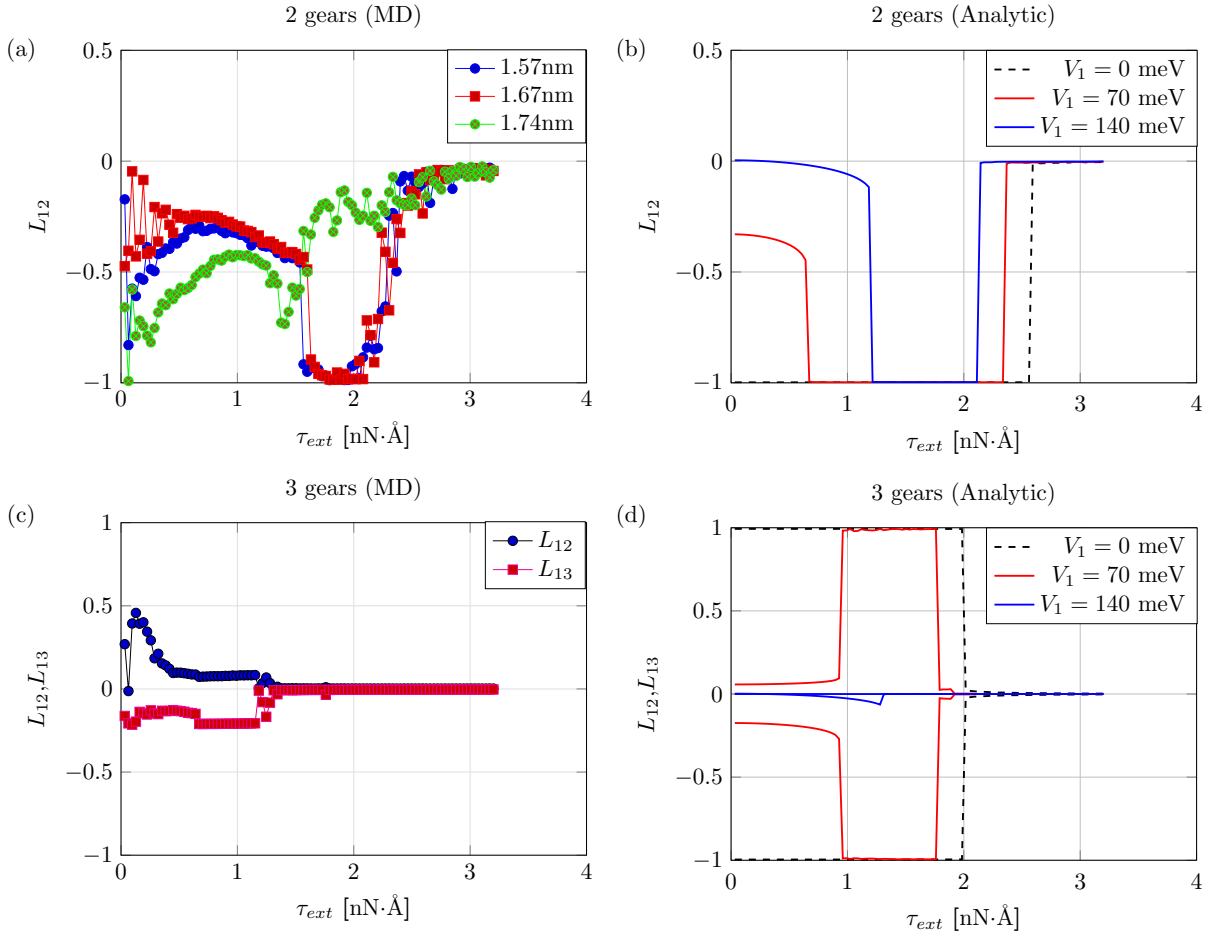 2 gears (MD)
(a)
0.5
0
−0.5
−1
L12
1.57nm
1.67nm
1.74nm
0 1 2 3 4
τext [nN·Å]
2 gears (Analytic)
(b)
0.5
0
−0.5
−1
L12
V1 = 0 meV
V1 = 70 meV
V1 = 140 meV
0 1 2 3 4
τext [nN·Å]
3 gears (MD)
(c)
1
0.5
0
−0.5
−1
L12,L13
L12
L13
0 1 2 3 4
τext [nN·Å]
3 gears (Analytic)
(d)
1
0.5
0
−0.5
−1
L12,L13
V1 = 0 meV
V1 = 70 meV
V1 = 140 meV
0 1 2 3 4
τext [nN·Å]